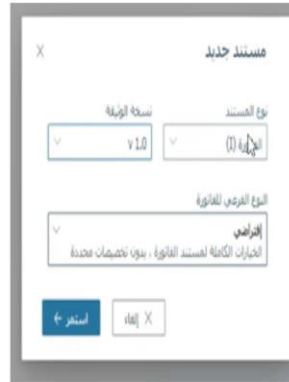 مستند جديد
نوع المستند
نسخة الوثيقة
الفاتورة (I)
v 1.0
النوع الفرعي للفاتورة
إفتراضي
الخيارات الكاملة لمستند الفاتورة ، بدون تخصيصات محددة
إلغاء
استمر